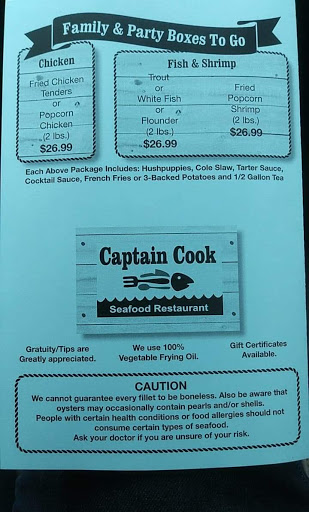 Family & Party Boxes To Go
Chicken
Fried Chicken
Tenders
or
Popcorn
Chicken
(2 lbs.)
$26.99
Fish & Shrimp
Trout
or
White Fish
or
Plounder
(2 lbs.)
$26.99
Fried
Popcorn
Shrimp
(2 lbs.)
$26.99
Each Above Package Includes: Hushpuppies, Cole Slaw, Tarter Sauce,
Cocktail Sauce, French Fries or 3-Backed Potatoes and 1/2 Gallon Tea
Captain Cook
Seafood Restaurant
Gratuity/Tips are
Greatly appreciated.
We use 100%
Vegetable Frying Oil.
Gift Certificates
Available.
CAUTION
We cannot guarantee every fillet to be boneless. Also be aware that
oysters may occasionally contain pearls and/or shells.
People with certain health conditions or food allergies should not
consume certain types of seafood.
Ask your doctor if you are unsure of your risk.